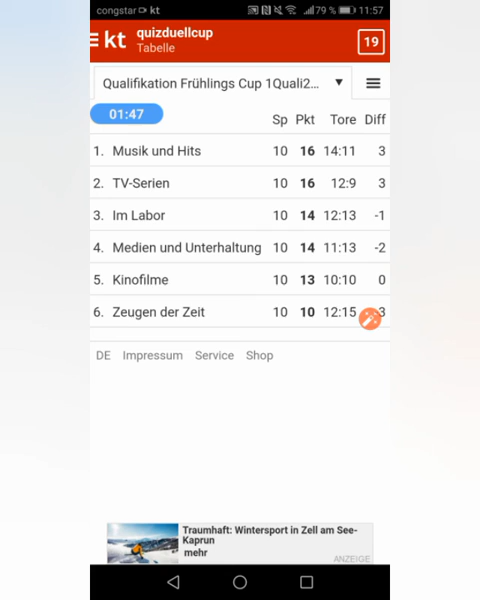 congstar kt 79 % 11:57
kt quizduellcup
Tabelle
19
Qualifikation Frühlings Cup 1Quali2... ▼
01:47
Sp Pkt Tore Diff
1. Musik und Hits 10 16 14:11 3
2. TV-Serien 10 16 12:9 3
3. Im Labor 10 14 12:13 -1
4. Medien und Unterhaltung 10 14 11:13 -2
5. Kinofilme 10 13 10:10 0
6. Zeugen der Zeit 10 10 12:15 -3
DE Impressum Service Shop
Traumhaft: Wintersport in Zell am See-
Kaprun
mehr
ANZEIGE